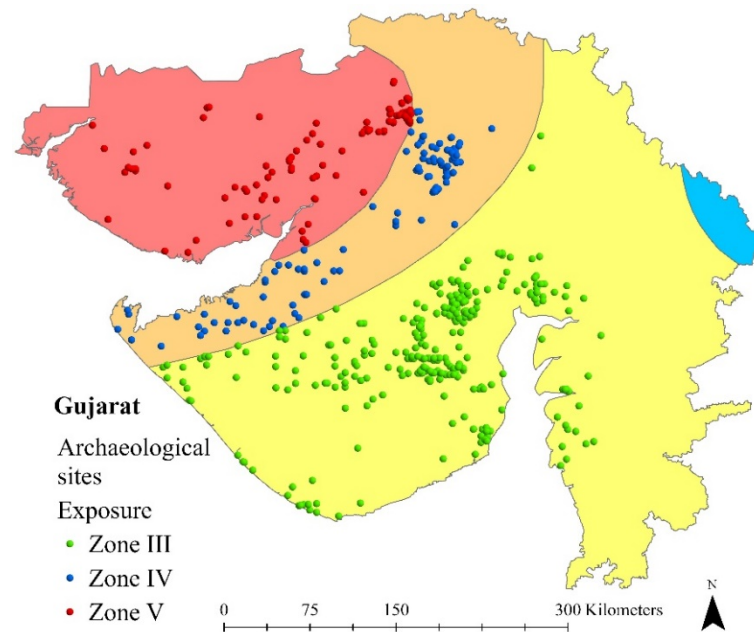 Gujarat
Archaeological
sites
Exposure
Zone III
Zone IV
Zone V
0 75 150 300 Kilometers
N